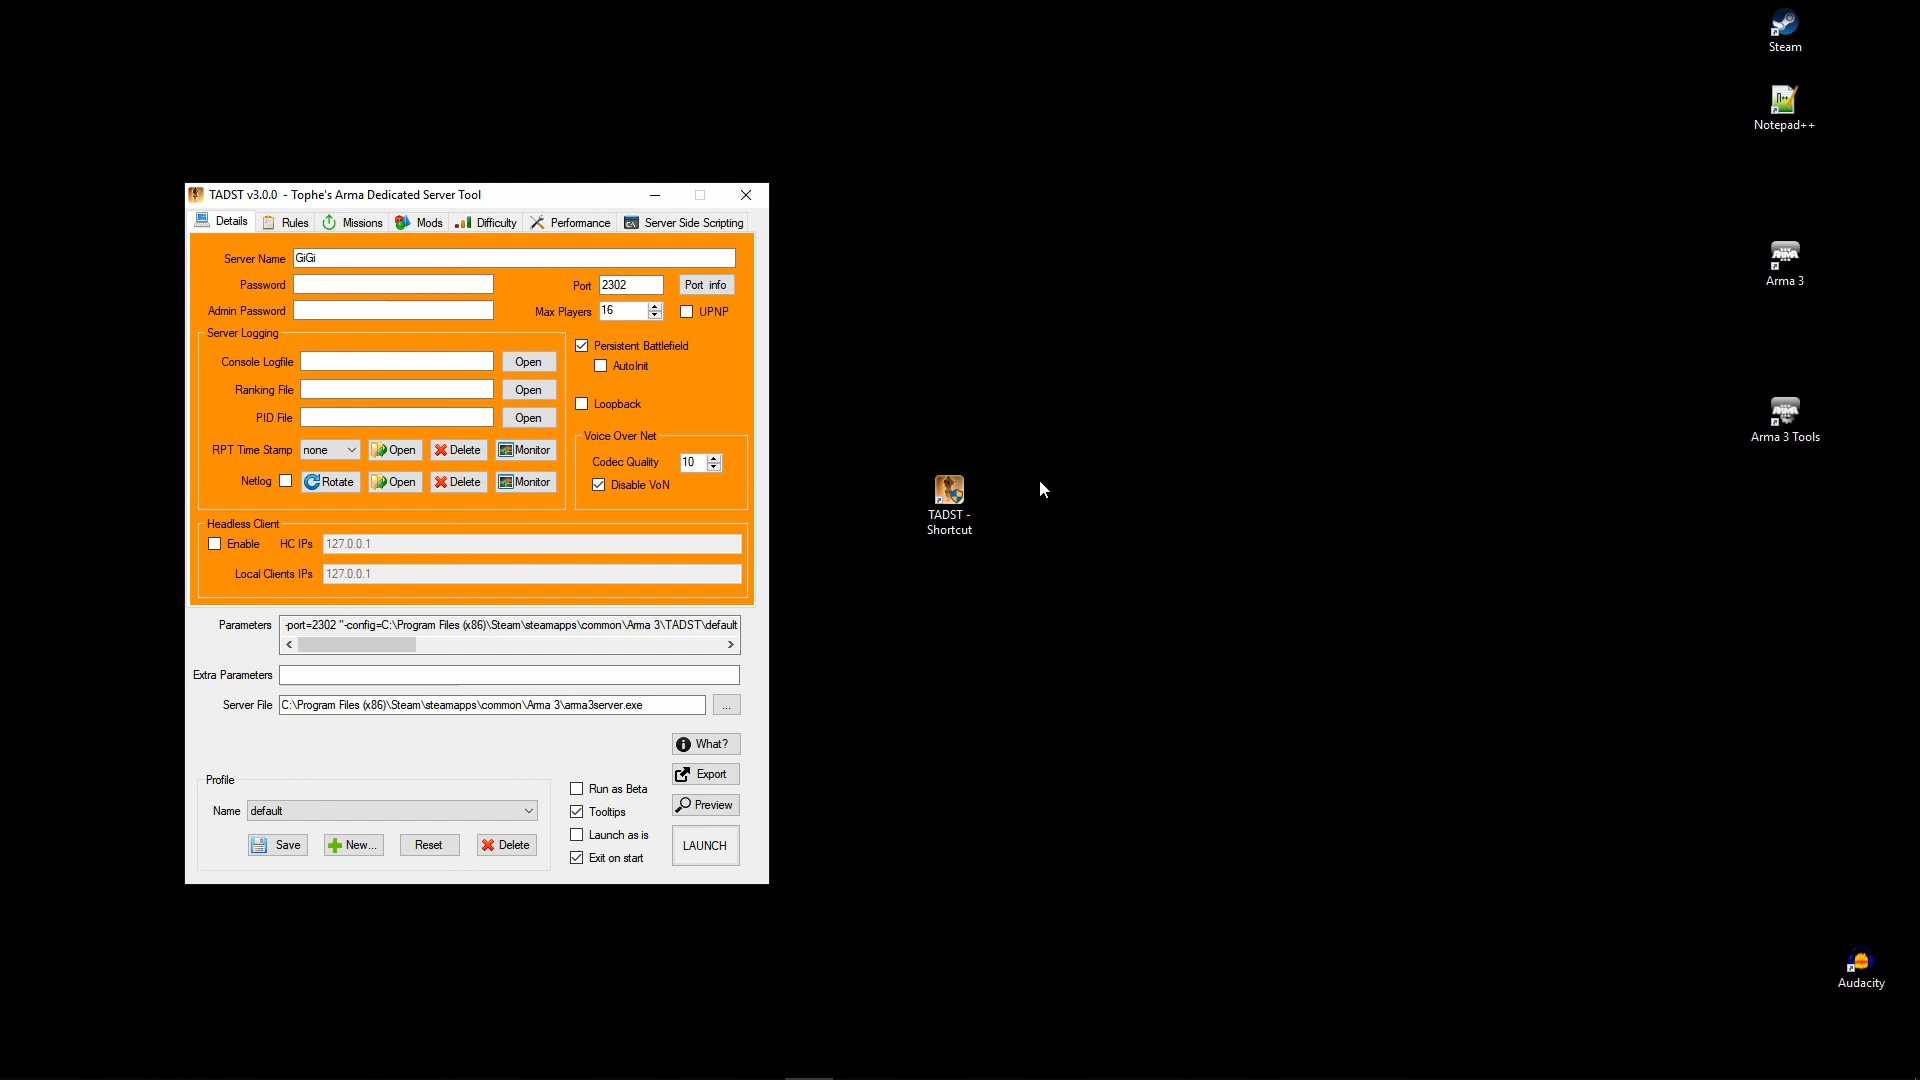 Steam
Notepad++
Arma 3
Arma 3 Tools
TADST -
Shortcut
Audacity
TADST v3.0.0 - Tophe's Arma Dedicated Server Tool
Details Rules Missions Mods Difficulty Performance Server Side Scripting
Server Name GiGi
Password Port 2302 Port info
Admin Password Max Players 16 UPNP
Server Logging
Persistent Battlefield
Console Logfile Open AutoInit
Ranking File Open
Loopback
PID File Open
Voice Over Net
RPT Time Stamp none Open Delete Monitor
Codec Quality 10
Netlog Rotate Open Delete Monitor
Disable VoN
Headless Client
Enable HC IPs 127.0.0.1
Local Clients IPs 127.0.0.1
Parameters -port=2302 "-config=C:\Program Files (x86)\Steam\steamapps\common\Arma 3\TADST\default
Extra Parameters
Server File C:\Program Files (x86)\Steam\steamapps\common\Arma 3\arma3server.exe ...
What?
Export
Profile
Run as Beta
Preview
Name default
Tooltips
Launch as is
Save New... Reset Delete
LAUNCH
Exit on start